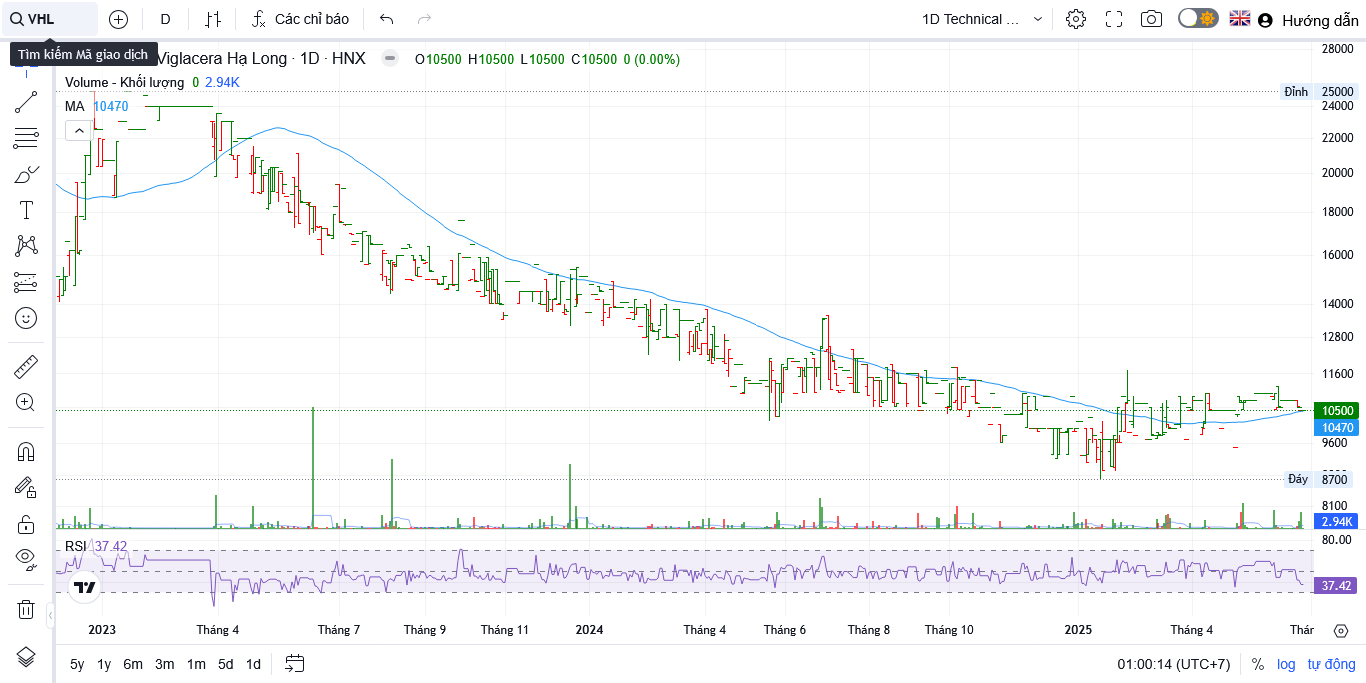 VHL D Các chỉ báo 1D Technical ... Hướng dẫn
Tìm kiếm Mã giao dịch
Viglacera Hạ Long · 1D · HNX O10500 H10500 L10500 C10500 0 (0.00%)
Volume - Khối lượng 0 2.94K
MA 10470
28000
Đỉnh 25000
24000
22000
20000
18000
16000
14000
12800
11600
10500
10470
9600
Đáy 8700
8100
2.94K
RSI 37.42
80.00
37.42
2023 Tháng 4 Tháng 7 Tháng 9 Tháng 11 2024 Tháng 4 Tháng 6 Tháng 8 Tháng 10 2025 Tháng 4 Thár
5y 1y 6m 3m 1m 5d 1d 01:00:14 (UTC+7) % log tự động